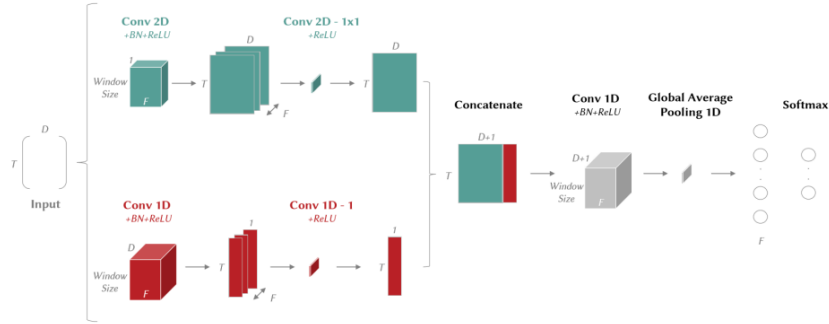 Conv 2D
+BN+ReLU
Conv 2D - 1x1
+ReLU
1
Window
Size
F
D
T
F
T
D
D
T
Input
Concatenate
D+1
T
Conv 1D
+BN+ReLU
D+1
Window
Size
F
Global Average
Pooling 1D
Softmax
F
Conv 1D
+BN+ReLU
Conv 1D - 1
+ReLU
D
Window
Size
F
1
T
F
1
T